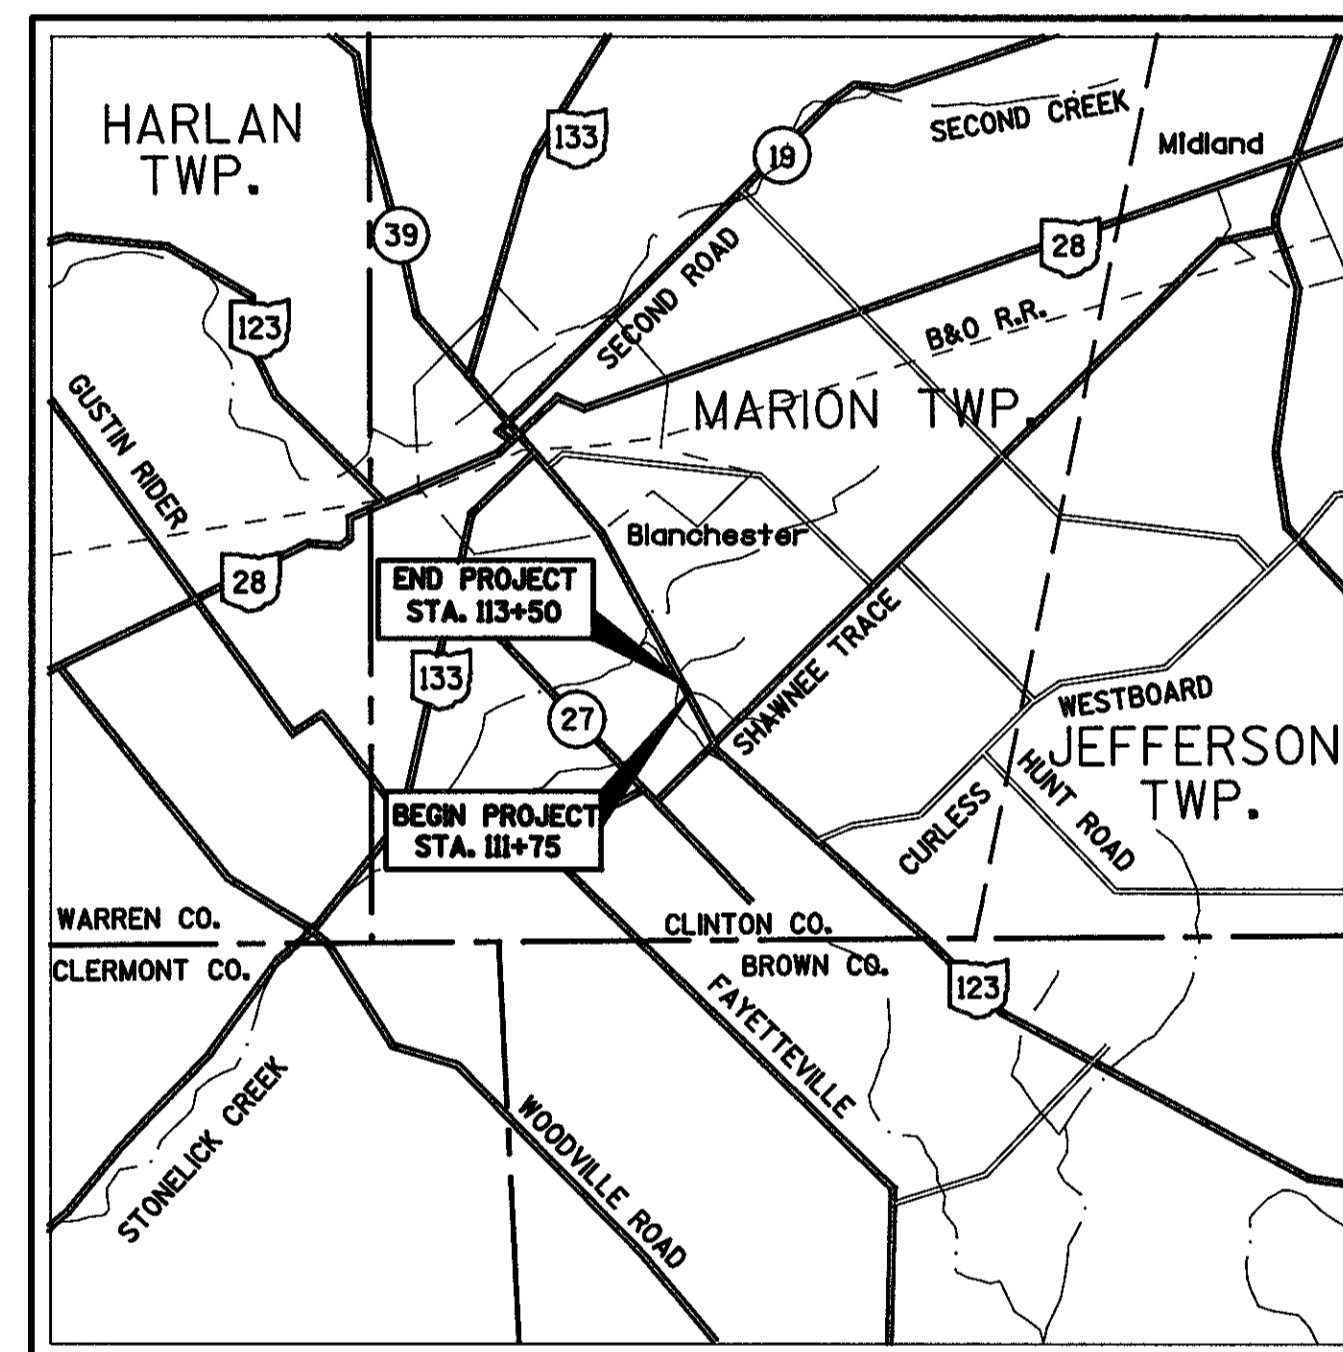 HARLAN
TWP.
133
19
SECOND CREEK
Midland
39
28
123
SECOND ROAD
B&O R.R.
GUSTIN RIDER
MARION TWP.
Blanchester
END PROJECT
STA. 113+50
28
133
27
SHAWNEE TRACE
WESTBOARD
JEFFERSON
TWP.
HUNT ROAD
CURLESS
BEGIN PROJECT
STA. 111+75
WARREN CO.
CLINTON CO.
CLERMONT CO.
BROWN CO.
123
FAYETTEVILLE
STONELICK CREEK
WOODVILLE ROAD